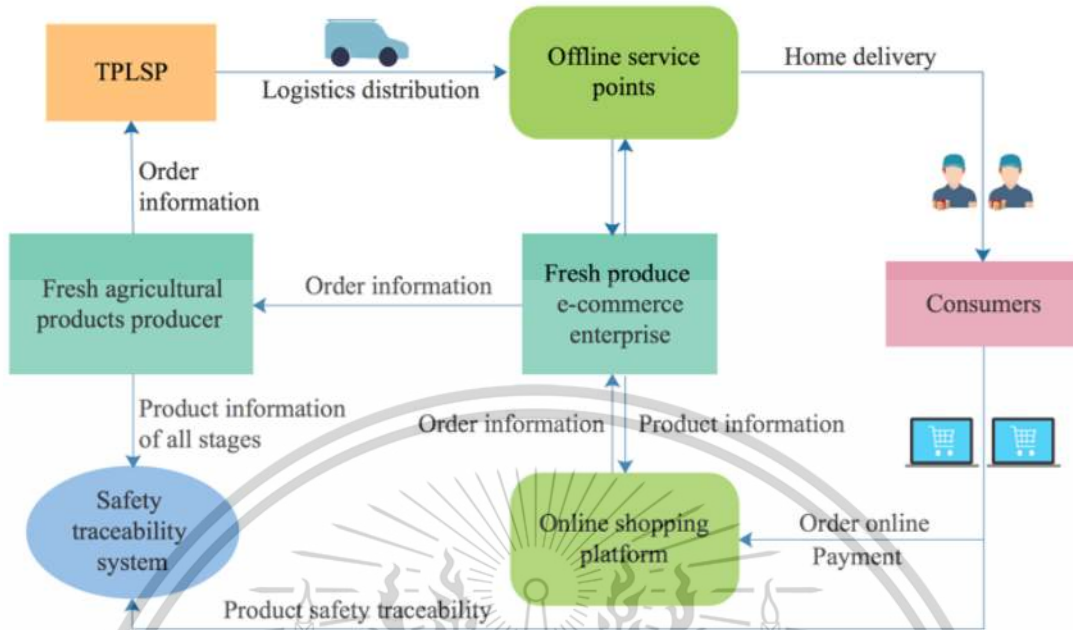 TPLSP
Logistics distribution
Offline service
points
Home delivery
Order
information
Fresh agricultural
products producer
Order information
Fresh produce
e-commerce
enterprise
Consumers
Product information
of all stages
Order information
Product information
Safety
traceability
system
Online shopping
platform
Order online
Payment
Product safety traceability